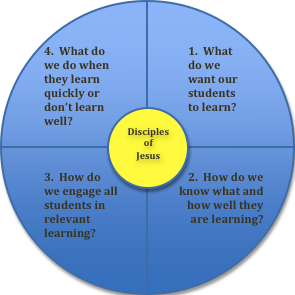 1.  What
do we
want our
students
to learn?
2.  How do we
know what and
how well they
are learning?
3.  How do
we engage all
students in
relevant
learning?
4.  What do
we do when
they learn
quickly or
don't learn
well?
Disciples
of
Jesus